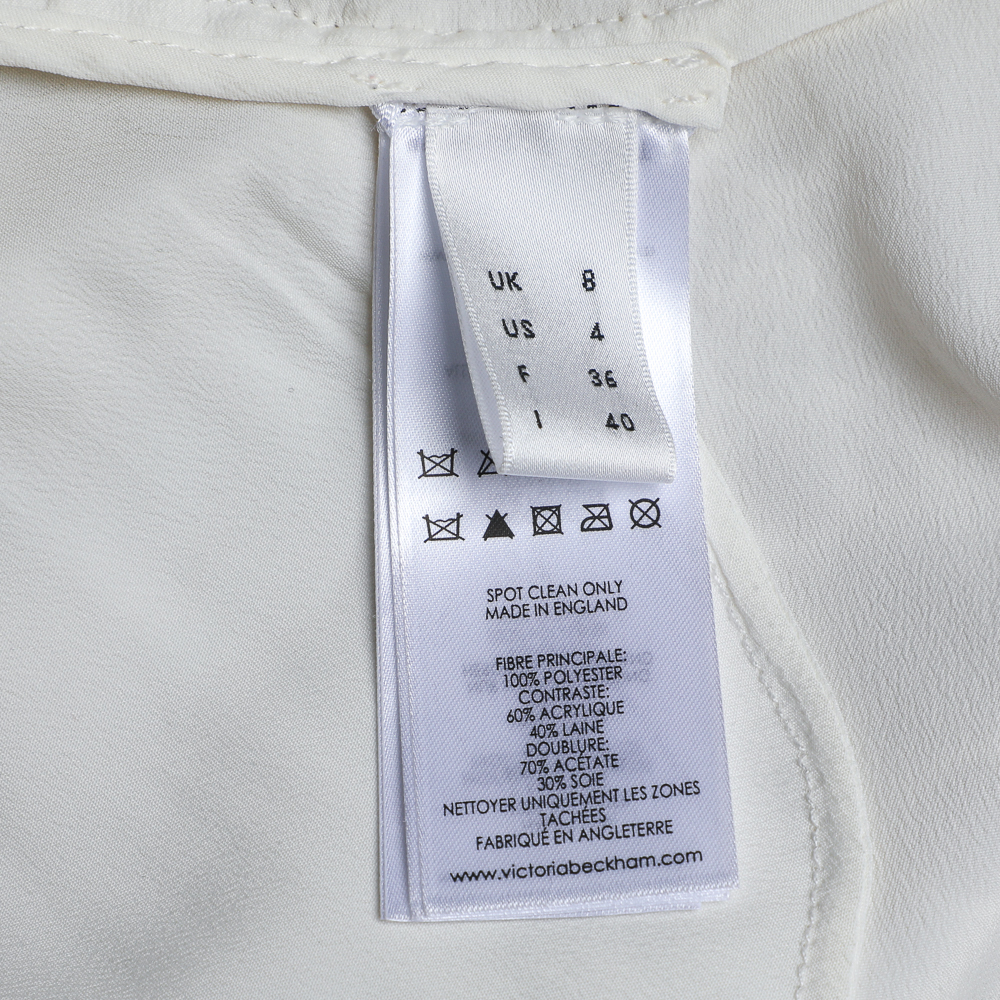 UK 8
US 4
F 36
I 40
SPOT CLEAN ONLY
MADE IN ENGLAND
FIBRE PRINCIPALE:
100% POLYESTER
CONTRASTE:
60% ACRYLIQUE
40% LAINE
DOUBLURE:
70% ACÉTATE
30% SOIE
NETTOYER UNIQUEMENT LES ZONES
TACHÉES
FABRIQUÉ EN ANGLETERRE
www.victoriabeckham.com